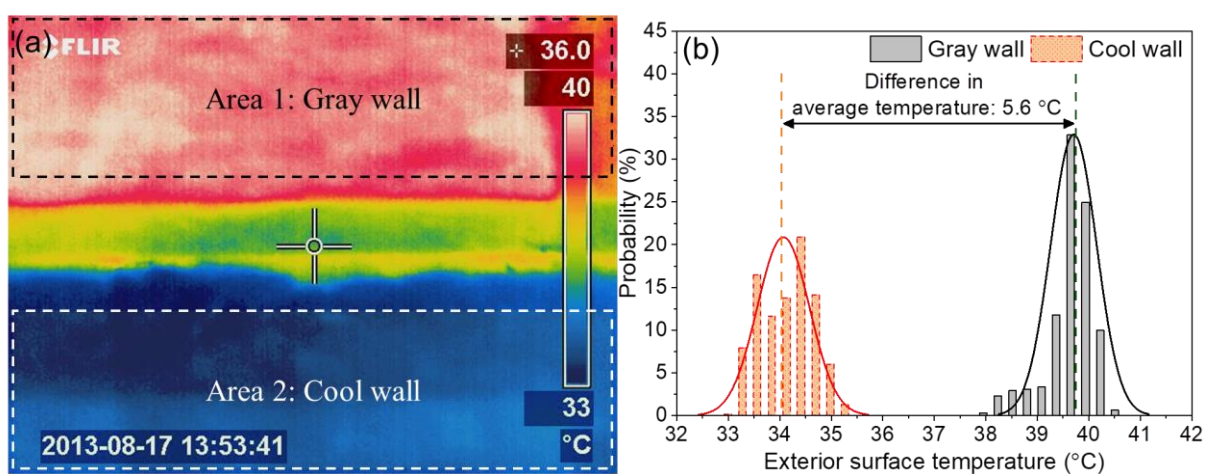 (a)
FLIR
36.0
40
Area 1: Gray wall
Area 2: Cool wall
33
2013-08-17 13:53:41
°C
(b)
Gray wall
Cool wall
Difference in
average temperature: 5.6 °C
45
40
35
30
25
20
15
10
5
0
Probability (%)
32 33 34 35 36 37 38 39 40 41 42
Exterior surface temperature (°C)